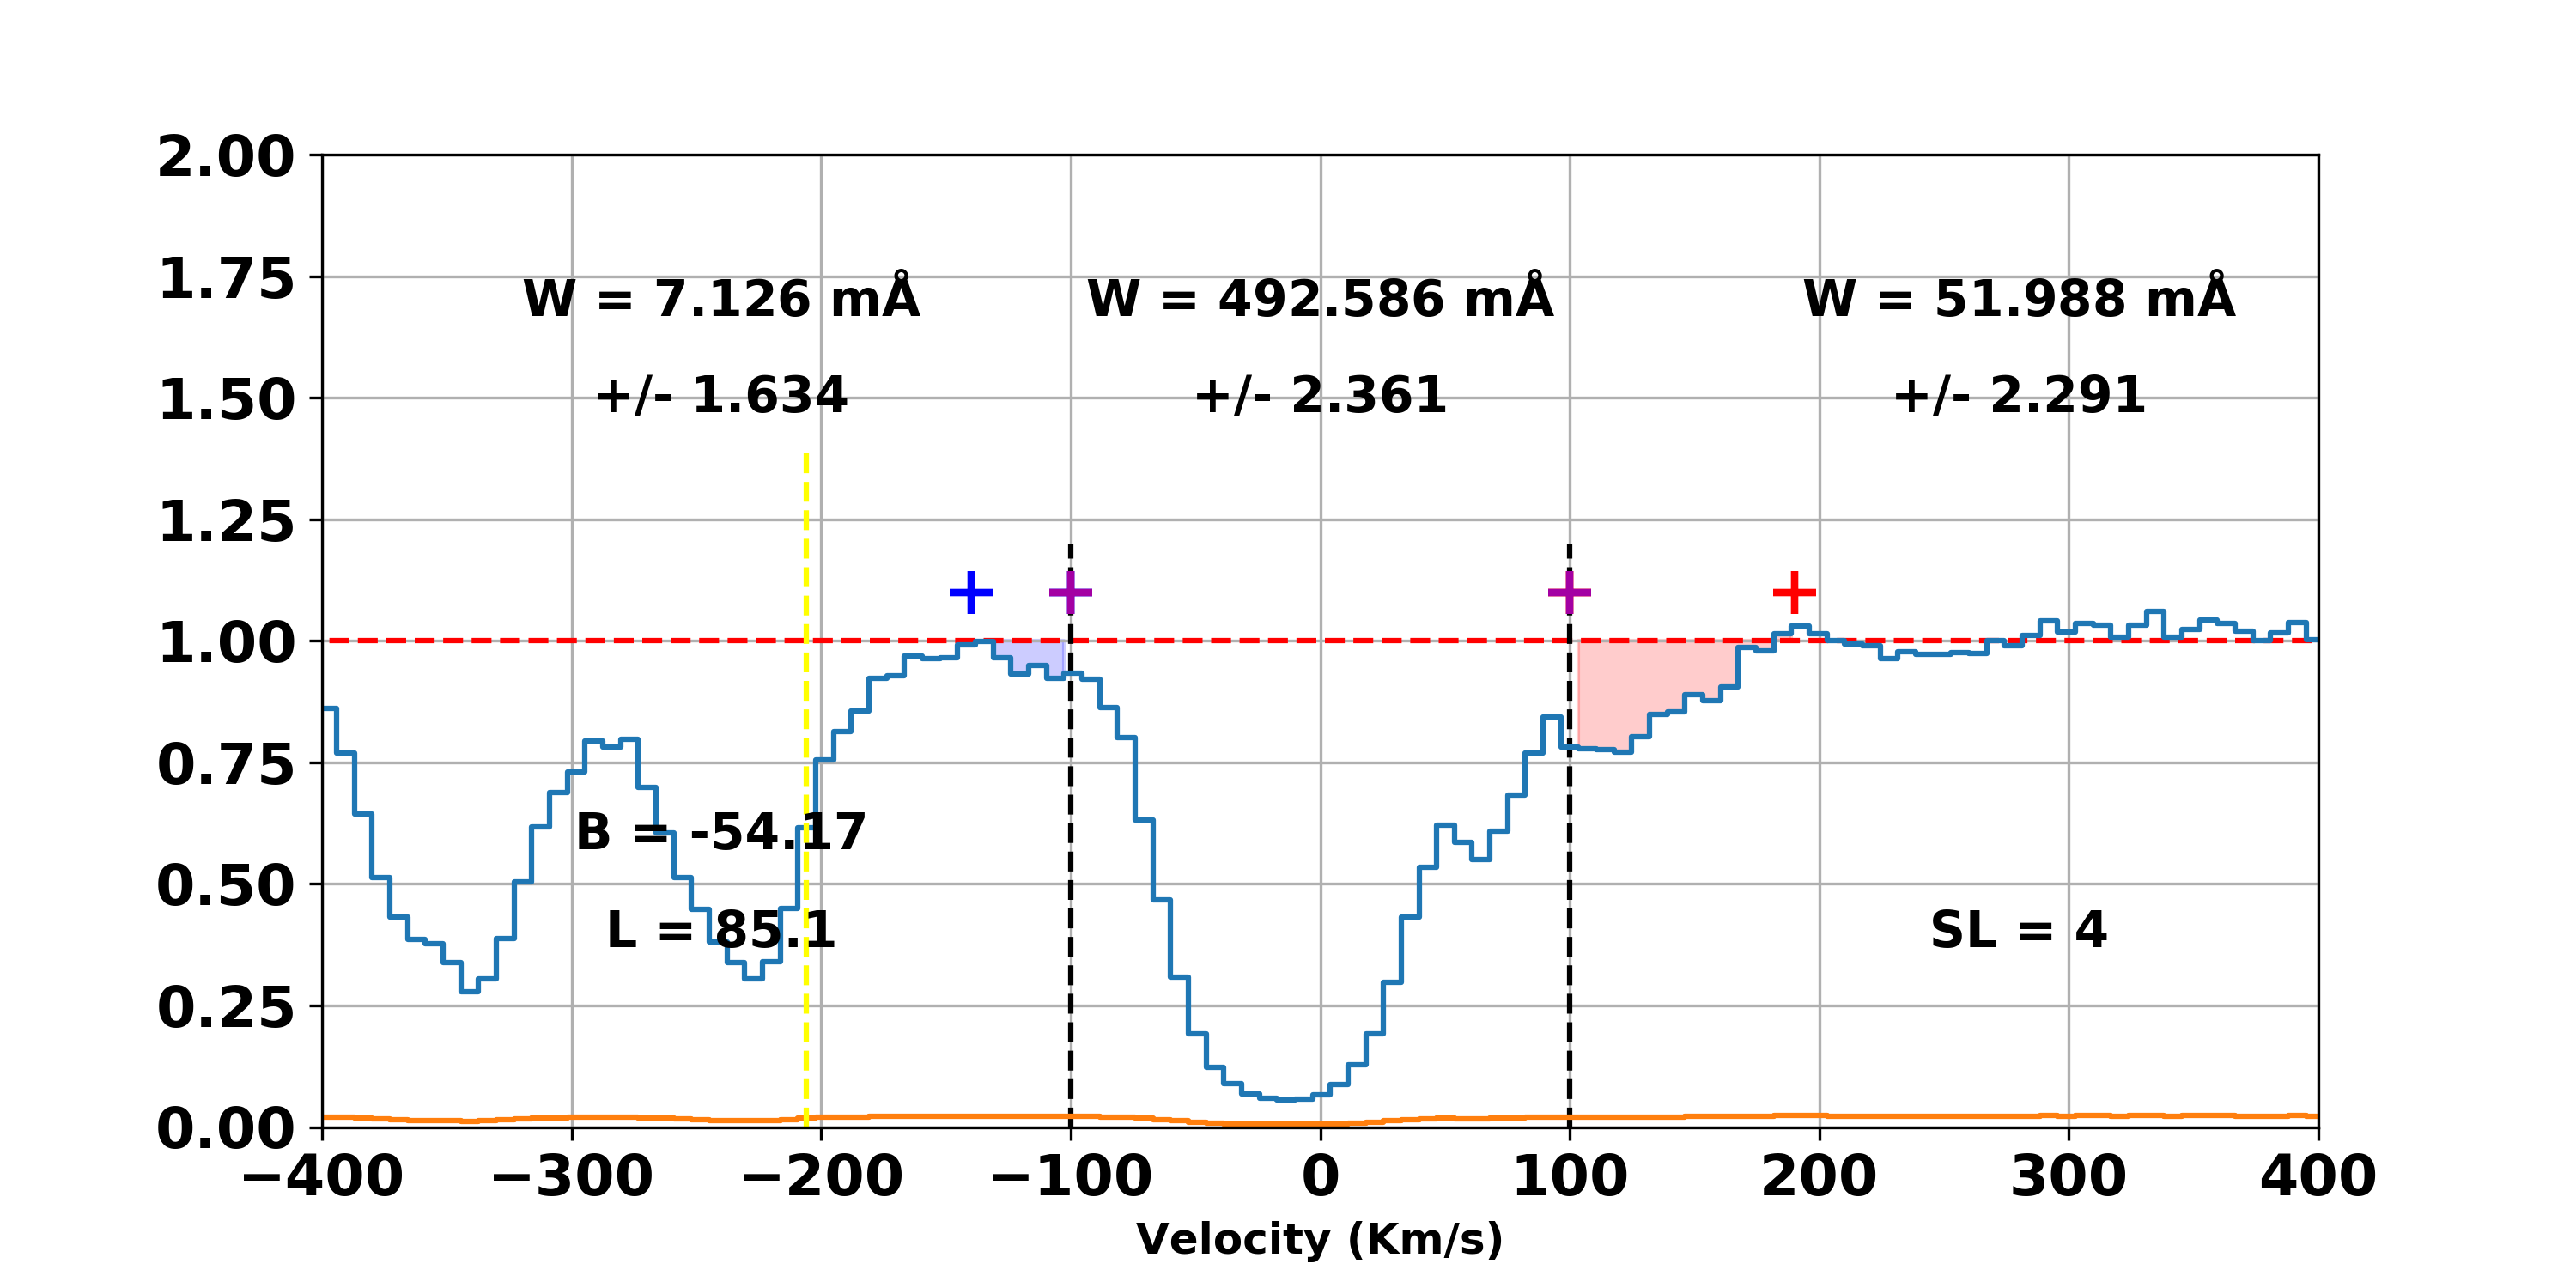 2.00
1.75
W = 7.126 mÅ W = 492.586 mÅ W = 51.988 mÅ
1.50
+/- 1.634 +/- 2.361 +/- 2.291
1.25
1.00
0.75
B = -54.17
0.50
L = 85.1 SL = 4
0.25
0.00
−400 −300 −200 −100 0 100 200 300 400
Velocity (Km/s)